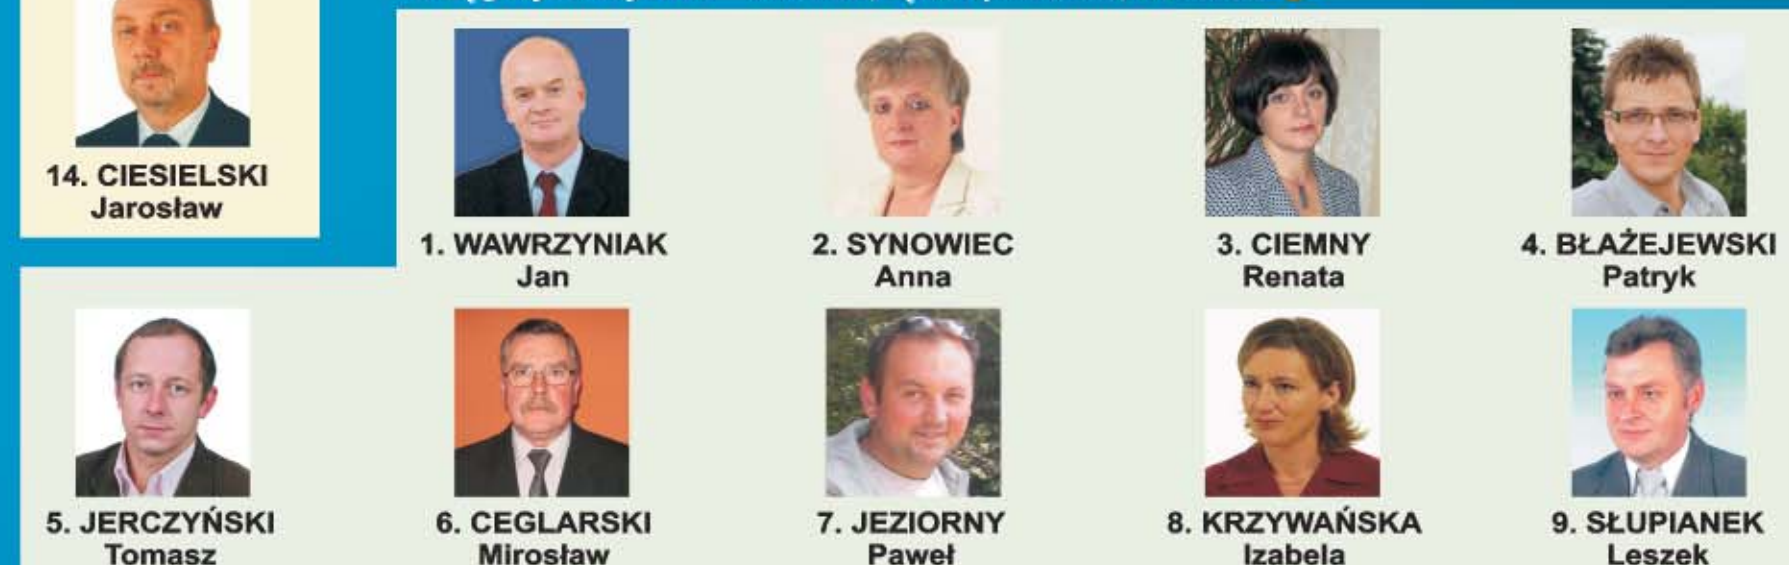 14. CIESIELSKI
Jarosław
1. WAWRZYNIAK
Jan
2. SYNOWIEC
Anna
3. CIEMNY
Renata
4. BŁAŻEJEWSKI
Patryk
5. JERCZYŃSKI
Tomasz
6. CEGLARSKI
Mirosław
7. JEZIORNY
Paweł
8. KRZYWAŃSKA
Izabela
9. SŁUPIANEK
Leszek